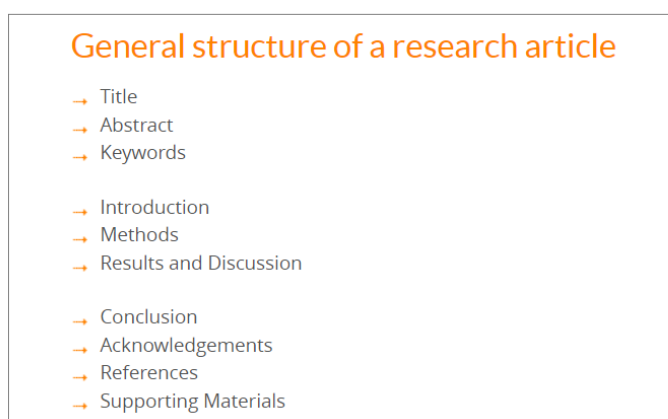 General structure of a research article
→ Title
→ Abstract
→ Keywords
→ Introduction
→ Methods
→ Results and Discussion
→ Conclusion
→ Acknowledgements
→ References
→ Supporting Materials